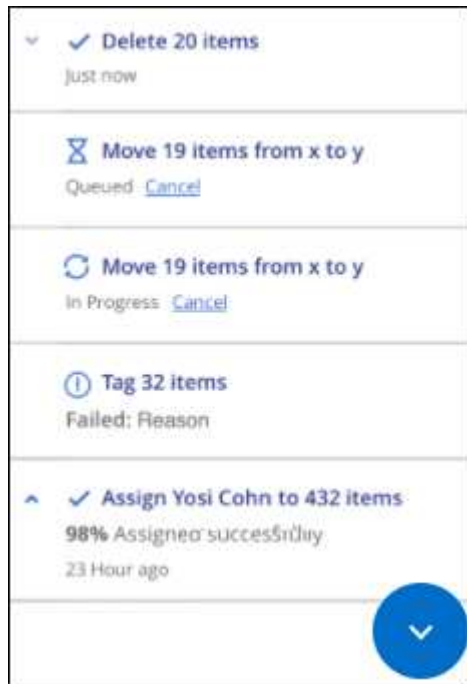 Delete 20 items
Just now
Move 19 items from x to y
Queued Cancel
Move 19 items from x to y
In Progress Cancel
Tag 32 items
Failed: Reason
Assign Yosi Cohn to 432 items
98% Assigned
23 Hour ago